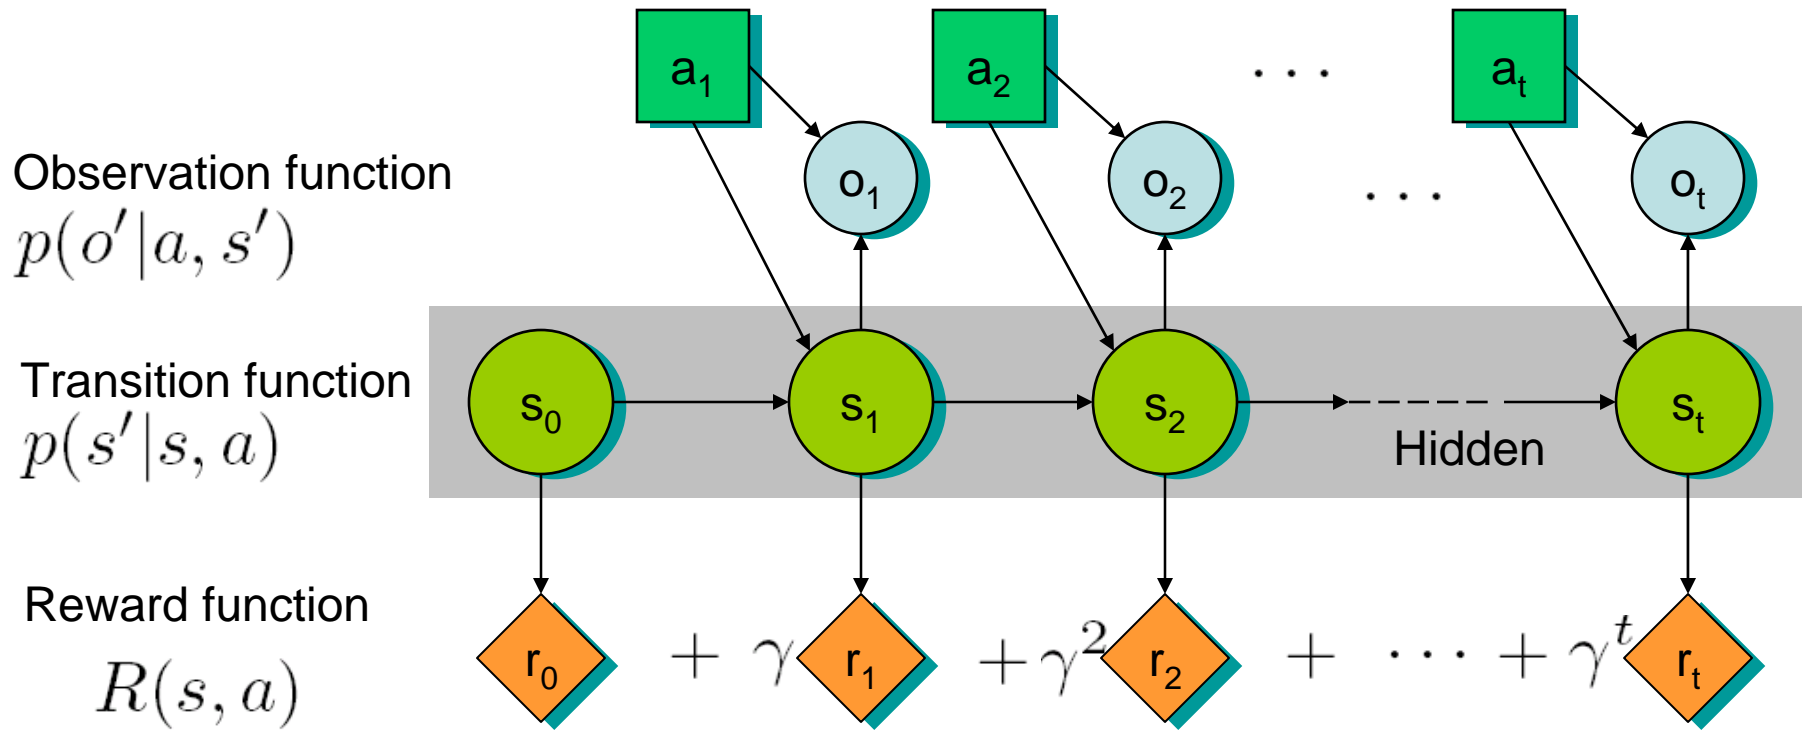 a₁ a₂ ··· aₜ
Observation function
o₁ o₂ ··· oₜ
p(o′|a, s′)
Transition function
s₀ s₁ s₂ sₜ
p(s′|s, a)
Hidden
Reward function
r₀ + γ r₁ + γ² r₂ + ··· + γᵗ rₜ
R(s, a)